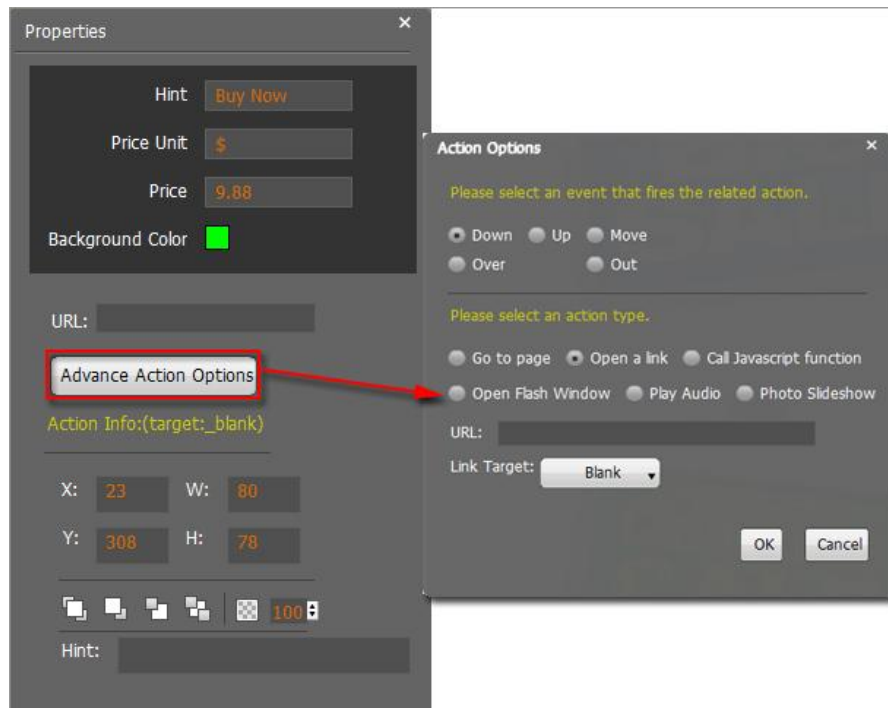 Properties
Hint Buy Now
Price Unit $
Price 9.88
Background Color
URL:
Advance Action Options
Action Info:(target:_blank)
X: 23 W: 80
Y: 308 H: 78
100
Hint:
Action Options
Please select an event that fires the related action.
Down Up Move
Over Out
Please select an action type.
Go to page Open a link Call Javascript function
Open Flash Window Play Audio Photo Slideshow
URL:
Link Target: Blank
OK Cancel